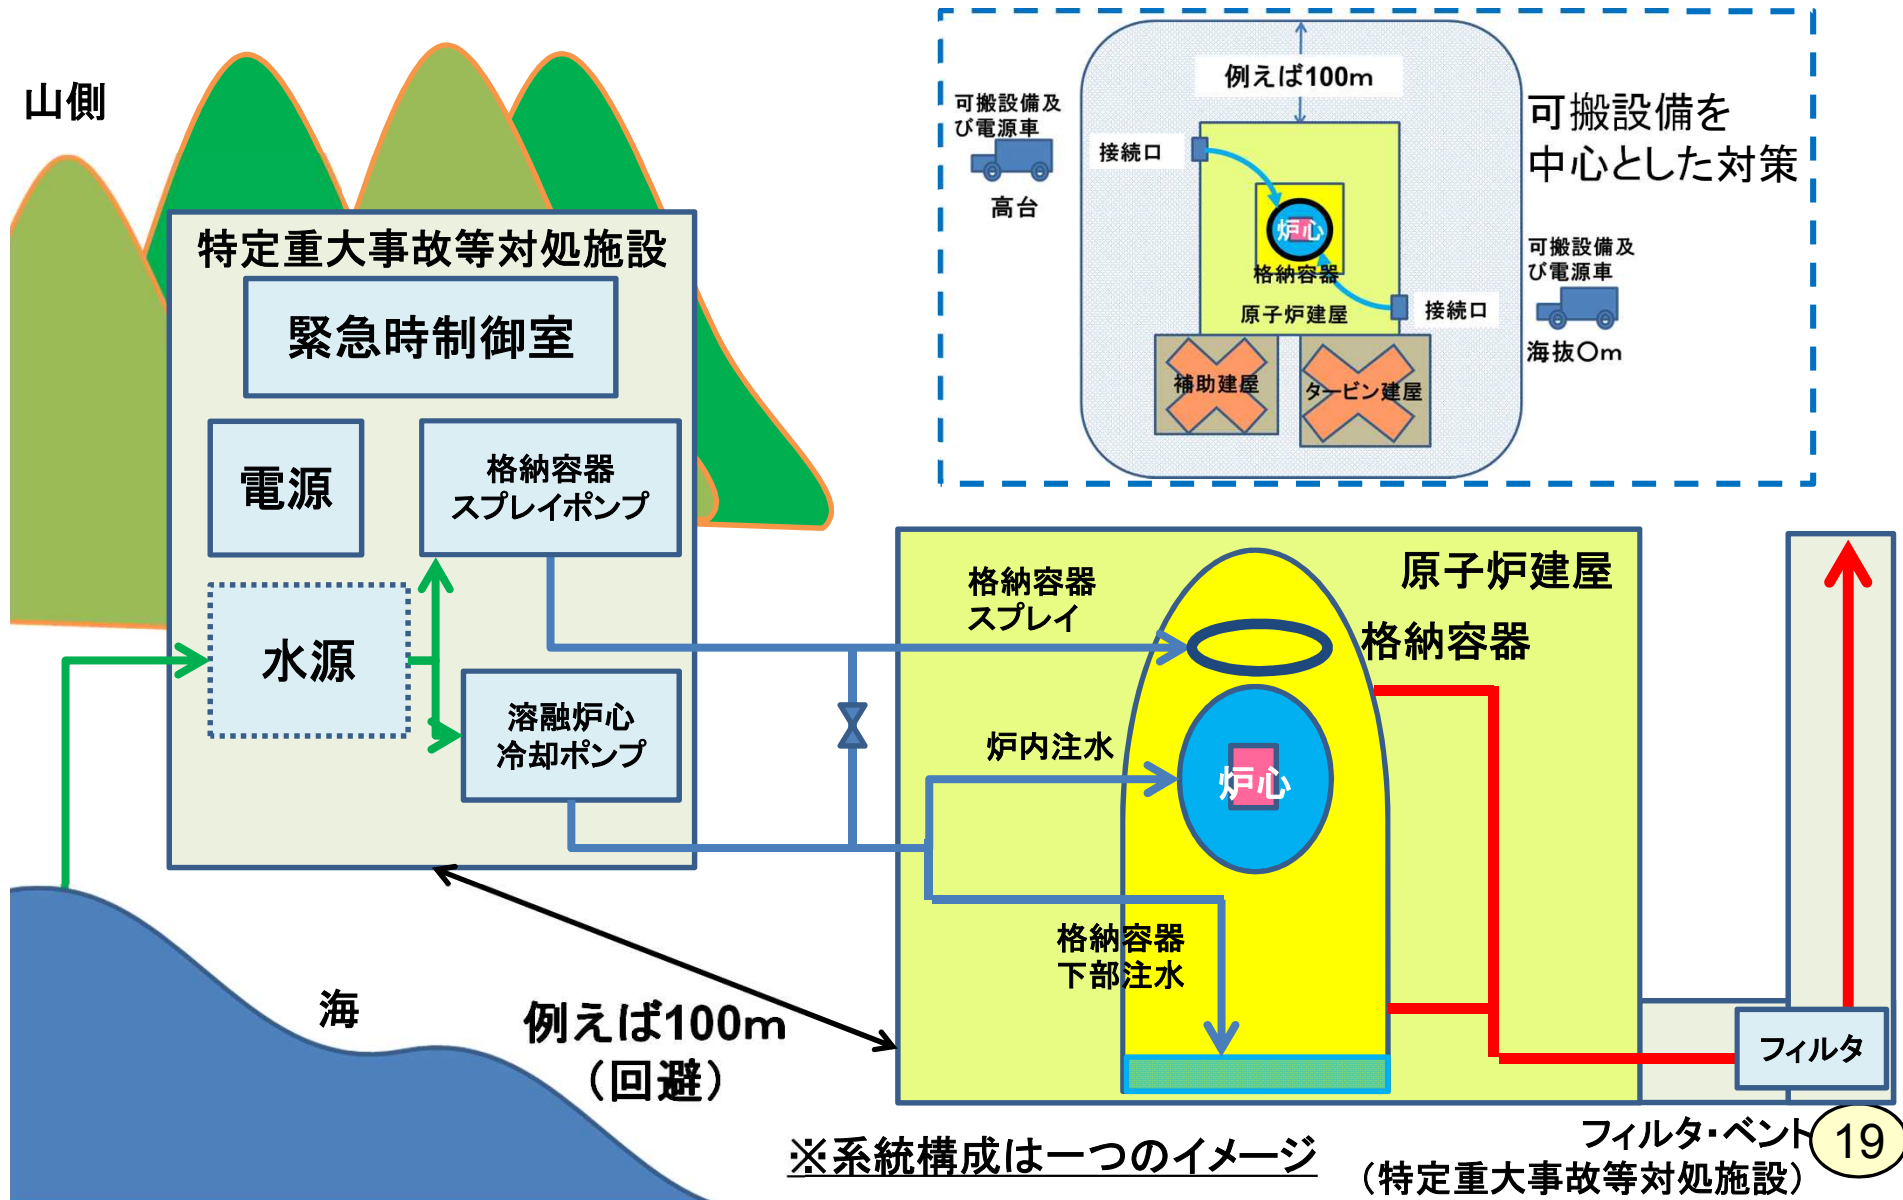 山側
特定重大事故等対処施設
緊急時制御室
電源
格納容器
スプレイポンプ
水源
溶融炉心
冷却ポンプ
海
例えば100m
(回避)
例えば100m
可搬設備及
び電源車
高台
接続口
炉心
格納容器
原子炉建屋
接続口
補助建屋
タービン建屋
可搬設備を
中心とした対策
可搬設備及
び電源車
海抜〇m
原子炉建屋
格納容器
格納容器
スプレイ
炉内注水
炉心
格納容器
下部注水
フィルタ
フィルタ・ベント
(特定重大事故等対処施設)
※系統構成は一つのイメージ
19